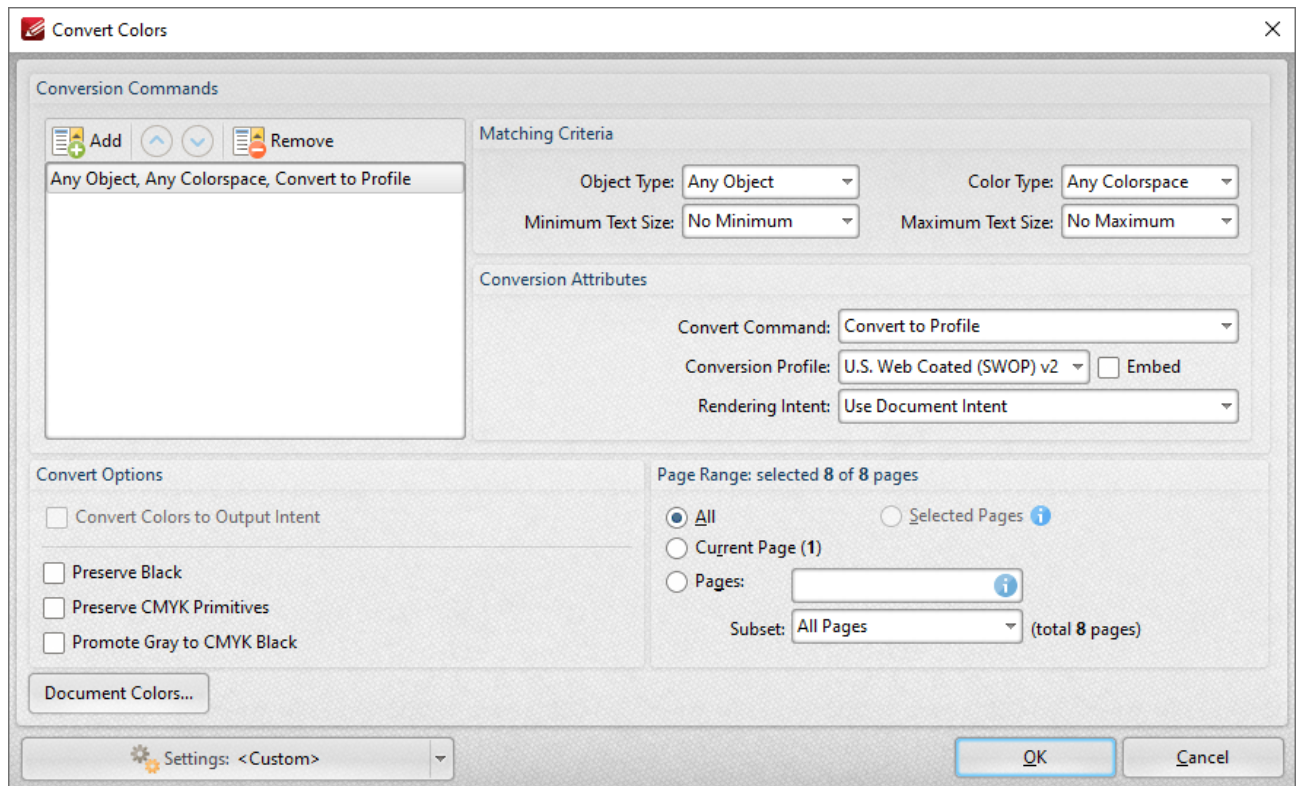 Convert Colors
Conversion Commands
Add Remove
Any Object, Any Colorspace, Convert to Profile
Matching Criteria
Object Type: Any Object Color Type: Any Colorspace
Minimum Text Size: No Minimum Maximum Text Size: No Maximum
Conversion Attributes
Convert Command: Convert to Profile
Conversion Profile: U.S. Web Coated (SWOP) v2 Embed
Rendering Intent: Use Document Intent
Convert Options
Convert Colors to Output Intent
Preserve Black
Preserve CMYK Primitives
Promote Gray to CMYK Black
Page Range: selected 8 of 8 pages
All Selected Pages
Current Page (1)
Pages:
Subset: All Pages (total 8 pages)
Document Colors...
Settings: <Custom> OK Cancel